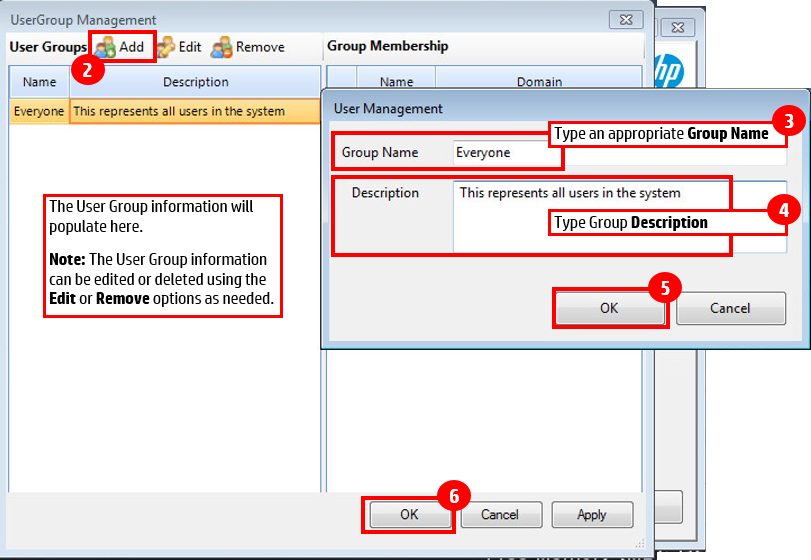 UserGroup Management
User Groups Add Edit Remove Group Membership
2
Name Description Name Domain
Everyone This represents all users in the system
hp
User Management
3
Type an appropriate Group Name
Group Name Everyone
Description This represents all users in the system
4
Type Group Description
The User Group information will
populate here.
Note: The User Group information
can be edited or deleted using the
Edit or Remove options as needed.
5
OK Cancel
6
OK Cancel Apply